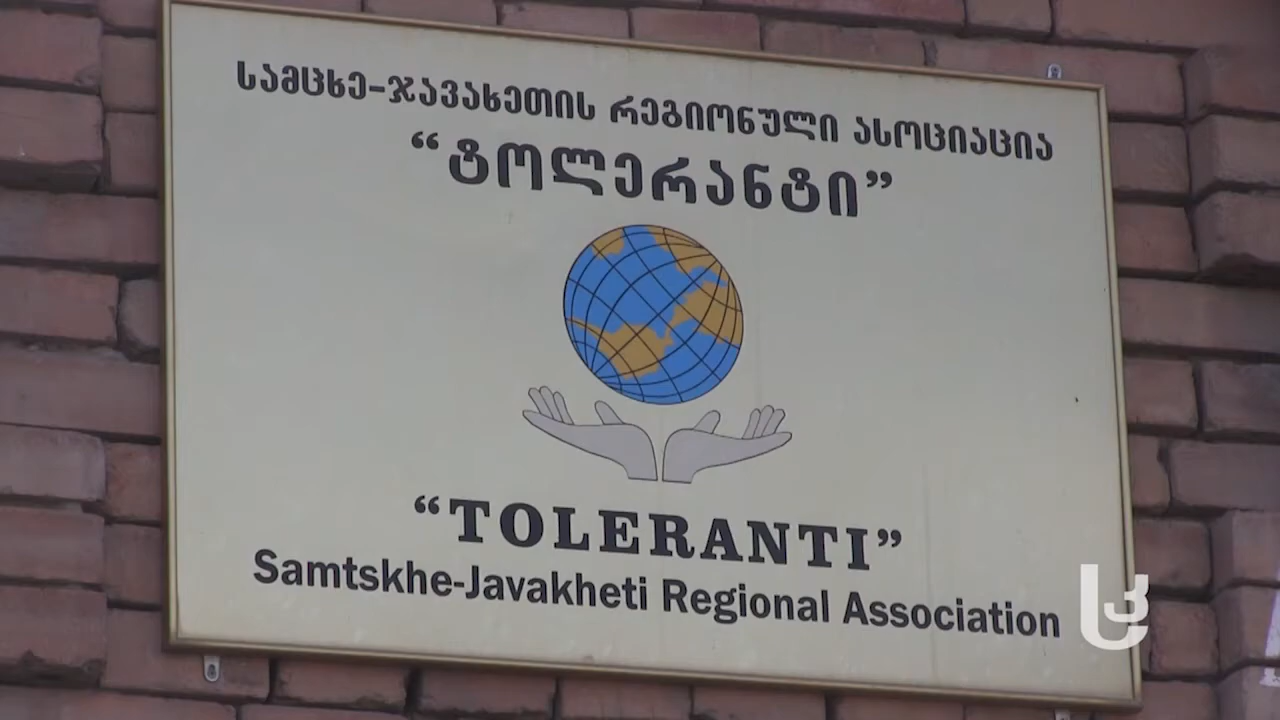 სამცხე-ჯავახეთის რეგიონული ასოციაცია
“ტოლერანტი”
“TOLERANTI”
Samtskhe-Javakheti Regional Association